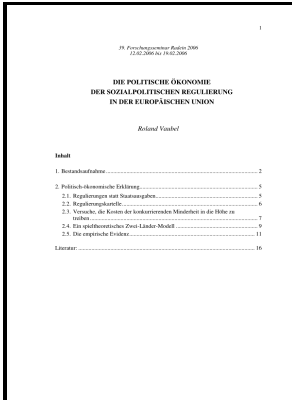 1
39. Forschungsseminar Radein 2006
12.02.2006 bis 19.02.2006
DIE POLITISCHE ÖKONOMIE
DER SOZIALPOLITISCHEN REGULIERUNG
IN DER EUROPÄISCHEN UNION
Roland Vaubel
Inhalt
1. Bestandsaufnahme 2
2. Politisch-ökonomische Erklärung 5
2.1. Regulierungen statt Staatsausgaben 5
2.2. Regulierungskartelle 6
2.3. Versuche, die Kosten der konkurrierenden Minderheit in die Höhe zu
treiben 7
2.4. Ein spieltheoretisches Zwei-Länder-Modell 9
2.5. Die empirische Evidenz 11
Literatur: 16